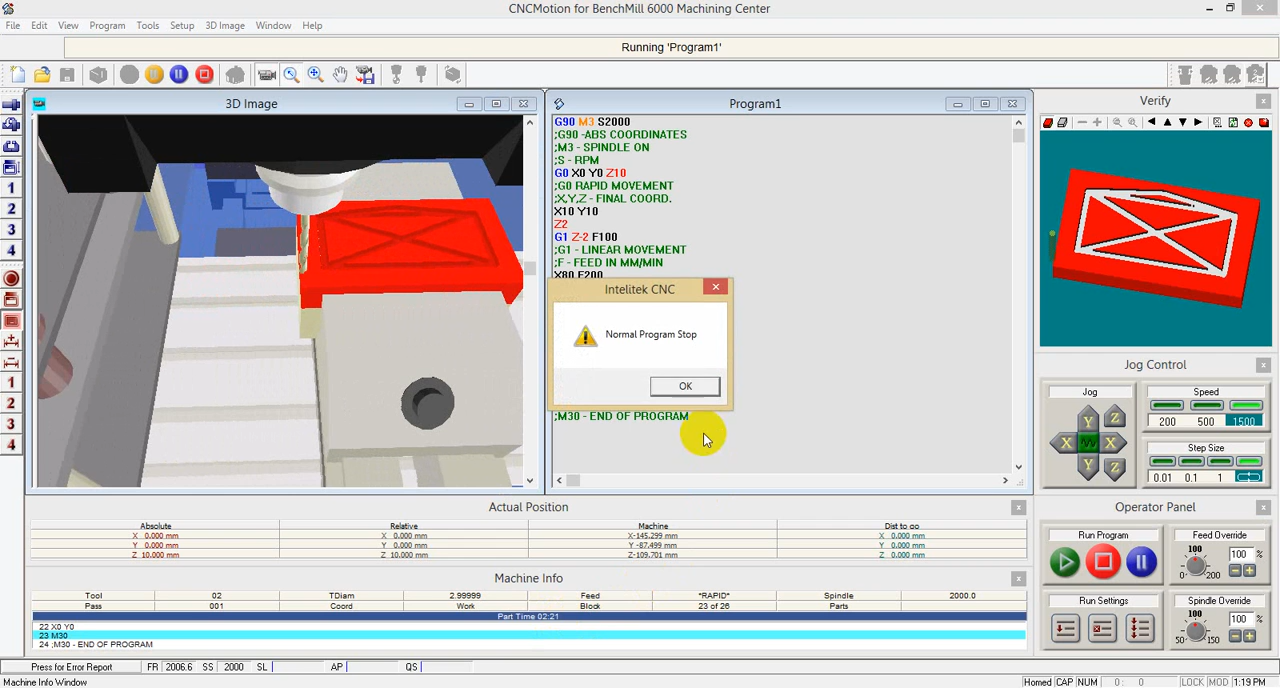 CNCMotion for BenchMill 6000 Machining Center
File Edit View Program Tools Setup 3D Image Window Help
Running 'Program1'
3D Image
Program1
G90 M3 S2000
;G90 -ABS COORDINATES
;M3 - SPINDLE ON
;S - RPM
G0 X0 Y0 Z10
;G0 RAPID MOVEMENT
;X,Y,Z - FINAL COORD.
X10 Y10
Z2
G1 Z-2 F100
;G1 - LINEAR MOVEMENT
;F - FEED IN MM/MIN
X80 F200
;M30 - END OF PROGRAM
Intelitek CNC
Normal Program Stop
OK
1
2
3
4
1
2
3
4
Verify
Jog Control
Jog
Y Z
X X
Y Z
Speed
200 500 1500
Step Size
0.01 0.1 1
Actual Position
Absolute Relative Machine Dist to go
X 0.000 mm X 0.000 mm X-145.299 mm X 0.000 mm
Y 0.000 mm Y 0.000 mm Y -87.499 mm Y 0.000 mm
Z 10.000 mm Z 10.000 mm Z-109.701 mm Z 0.000 mm
Operator Panel
Run Program
Feed Override
100
0 200
100 %
Run Settings
Spindle Override
100
50 150
100 %
Machine Info
Tool 02 TDiam 2.99999 Feed *RAPID* Spindle 2000.0
Pass 001 Coord Work Block 23 of 26 Parts
Part Time 02:21
22 X0 Y0
23 M30
24 ;M30 - END OF PROGRAM
Press for Error Report FR 2006.6 SS 2000 SL AP QS
Machine Info Window Homed CAP NUM 0 : 0 LOCK MOD 1:19 PM